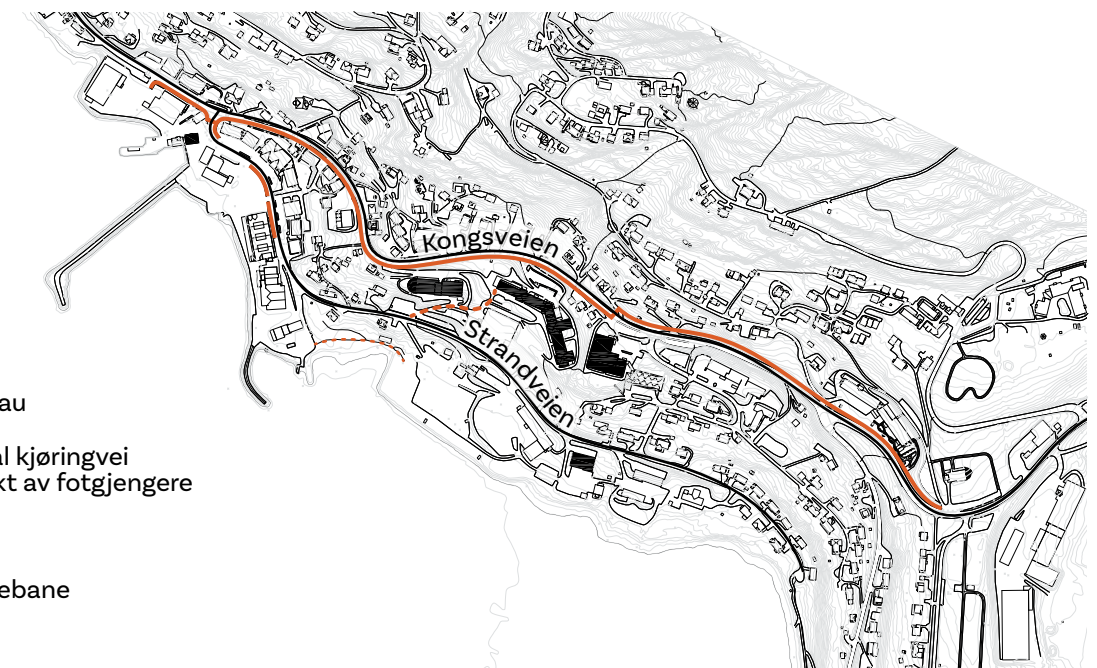 Kongsveien
Strandveien
au
al kjøringvei
kt av fotgjengere
ebane